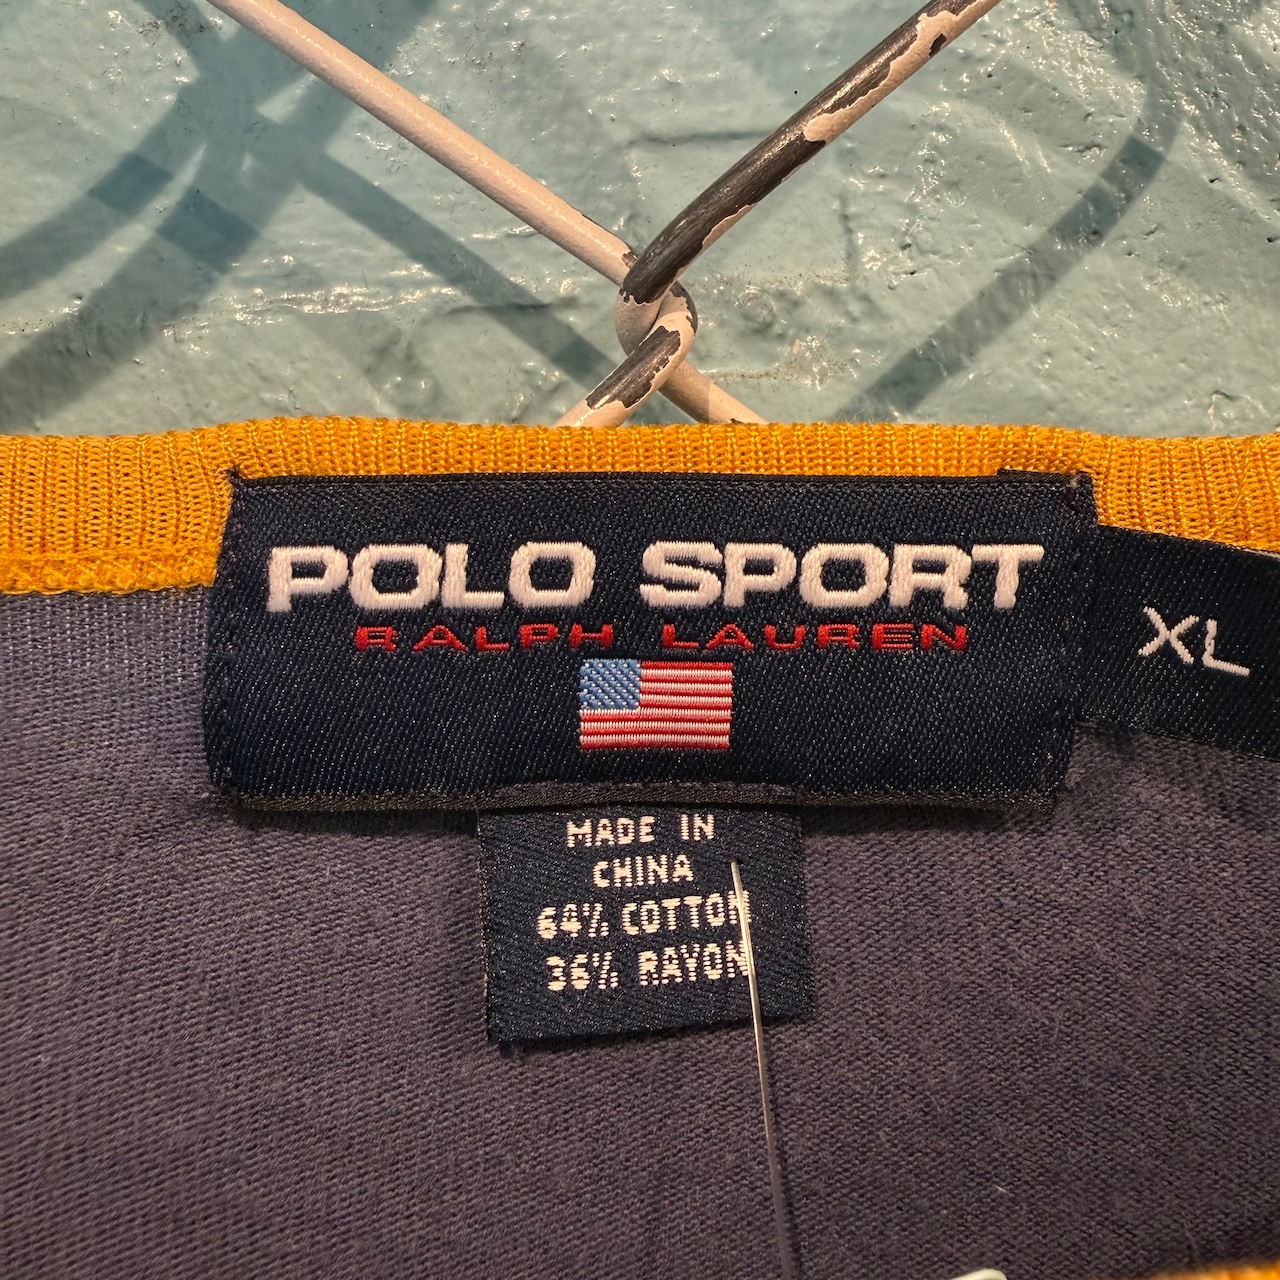 POLO SPORT
RALPH LAUREN
XL
MADE IN
CHINA
64% COTTON
36% RAYON